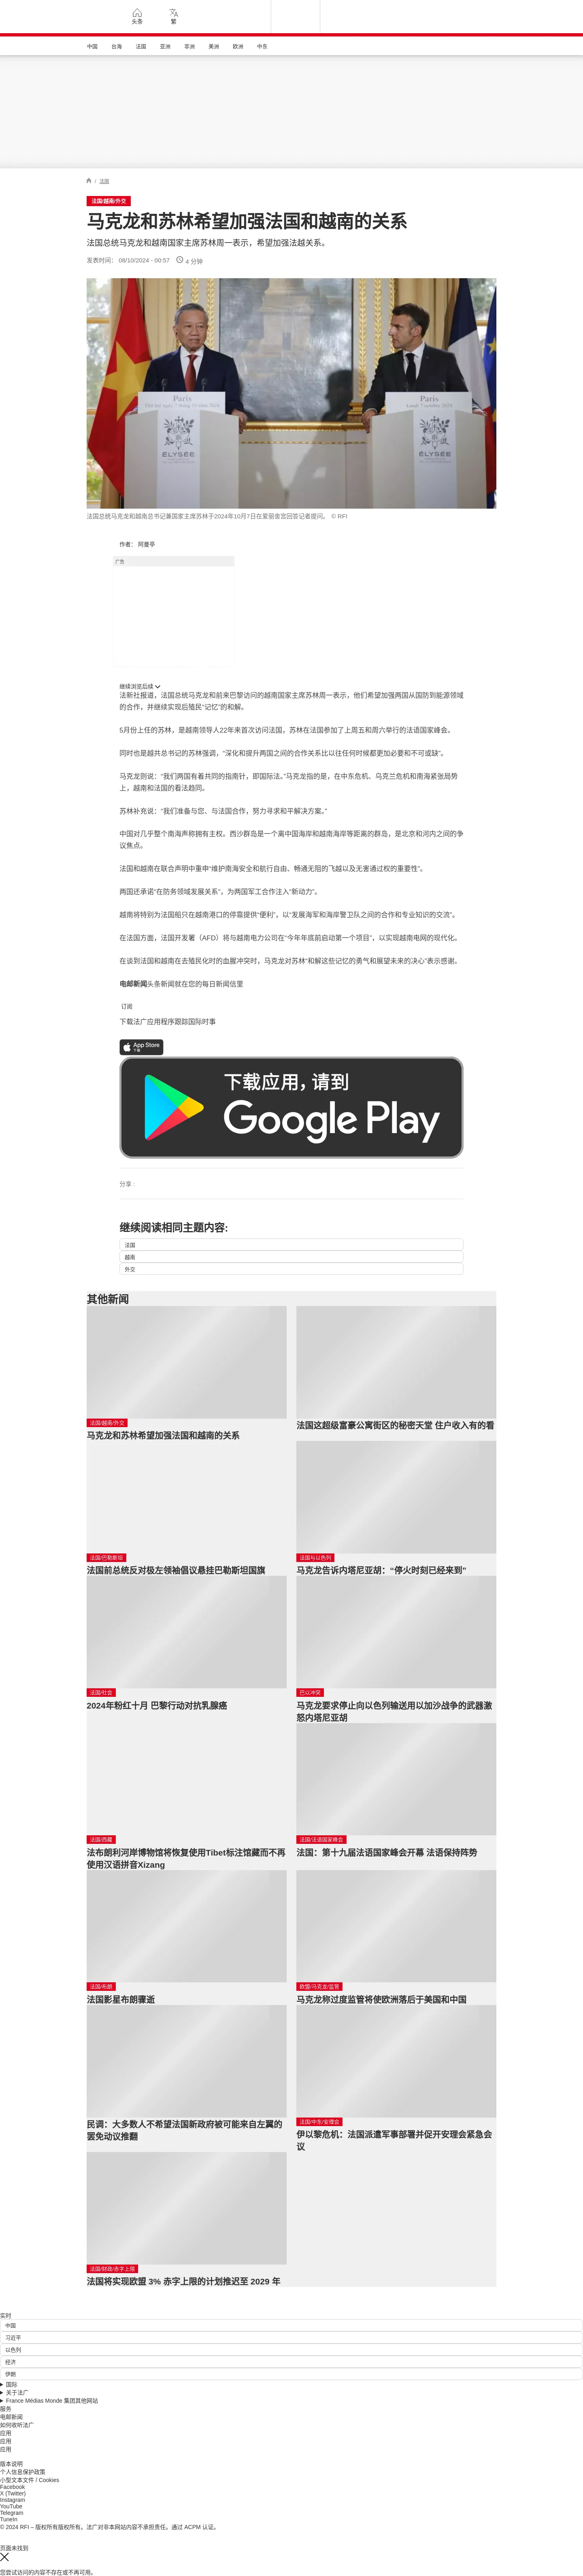 头条
繁
中国
台海
法国
亚洲
非洲
美洲
欧洲
中东
/ 法国
法国/越南/外交
马克龙和苏林希望加强法国和越南的关系
法国总统马克龙和越南国家主席苏林周一表示，希望加强法越关系。
发表时间： 08/10/2024 - 00:57
4 分钟
Paris
ÉLYSÉE
Paris
ÉLYSÉE
法国总统马克龙和越南总书记兼国家主席苏林于2024年10月7日在爱丽舍宫回答记者提问。 © RFI
作者： 阿曼亭
广告
继续浏览后续
法新社报道，法国总统马克龙和前来巴黎访问的越南国家主席苏林周一表示，他们希望加强两国从国防到能源领域
的合作，并继续实现后殖民“记忆”的和解。
5月份上任的苏林，是越南领导人22年来首次访问法国，苏林在法国参加了上周五和周六举行的法语国家峰会。
同时也是越共总书记的苏林强调，“深化和提升两国之间的合作关系比以往任何时候都更加必要和不可或缺”。
马克龙则说：“我们两国有着共同的指南针，即国际法。”马克龙指的是，在中东危机、乌克兰危机和南海紧张局势
上，越南和法国的看法趋同。
苏林补充说：“我们准备与您、与法国合作，努力寻求和平解决方案。”
中国对几乎整个南海声称拥有主权。西沙群岛是一个离中国海岸和越南海岸等距离的群岛，是北京和河内之间的争
议焦点。
法国和越南在联合声明中重申“维护南海安全和航行自由、畅通无阻的飞越以及无害通过权的重要性”。
两国还承诺“在防务领域发展关系”，为两国军工合作注入“新动力”。
越南将特别为法国船只在越南港口的停靠提供“便利”，以“发展海军和海岸警卫队之间的合作和专业知识的交流”。
在法国方面，法国开发署（AFD）将与越南电力公司在“今年年底前启动第一个项目”，以实现越南电网的现代化。
在谈到法国和越南在去殖民化时的血腥冲突时，马克龙对苏林“和解这些记忆的勇气和展望未来的决心”表示感谢。
电邮新闻头条新闻就在您的每日新闻信里
订阅
下载法广应用程序跟踪国际时事
App Store
下载
下载应用，请到
Google Play
分享 :
继续阅读相同主题内容:
法国
越南
外交
其他新闻
法国/越南/外交
马克龙和苏林希望加强法国和越南的关系
法国这超级富豪公寓街区的秘密天堂 住户收入有的看
法国/巴勒斯坦
法国前总统反对极左领袖倡议悬挂巴勒斯坦国旗
法国与以色列
马克龙告诉内塔尼亚胡：“停火时刻已经来到”
法国/社会
2024年粉红十月 巴黎行动对抗乳腺癌
巴以冲突
马克龙要求停止向以色列输送用以加沙战争的武器激
怒内塔尼亚胡
法国/西藏
法布朗利河岸博物馆将恢复使用Tibet标注馆藏而不再
使用汉语拼音Xizang
法国/法语国家峰会
法国：第十九届法语国家峰会开幕 法语保持阵势
法国/布朗
法国影星布朗骤逝
欧盟/马克龙/监管
马克龙称过度监管将使欧洲落后于美国和中国
民调：大多数人不希望法国新政府被可能来自左翼的
罢免动议推翻
法国/中东/安理会
伊以黎危机：法国派遣军事部署并促开安理会紧急会
议
法国/财政/赤字上限
法国将实现欧盟 3% 赤字上限的计划推迟至 2029 年
实时
中国
习近平
以色列
经济
伊朗
国际
关于法广
France Médias Monde 集团其他网站
服务
电邮新闻
如何收听法广
应用
应用
应用
版本说明
个人信息保护政策
小型文本文件 / Cookies
Facebook
X (Twitter)
Instagram
YouTube
Telegram
TuneIn
© 2024 RFI – 版权所有版权所有。法广对非本网站内容不承担责任。通过 ACPM 认证。
页面未找到
您尝试访问的内容不存在或不再可用。